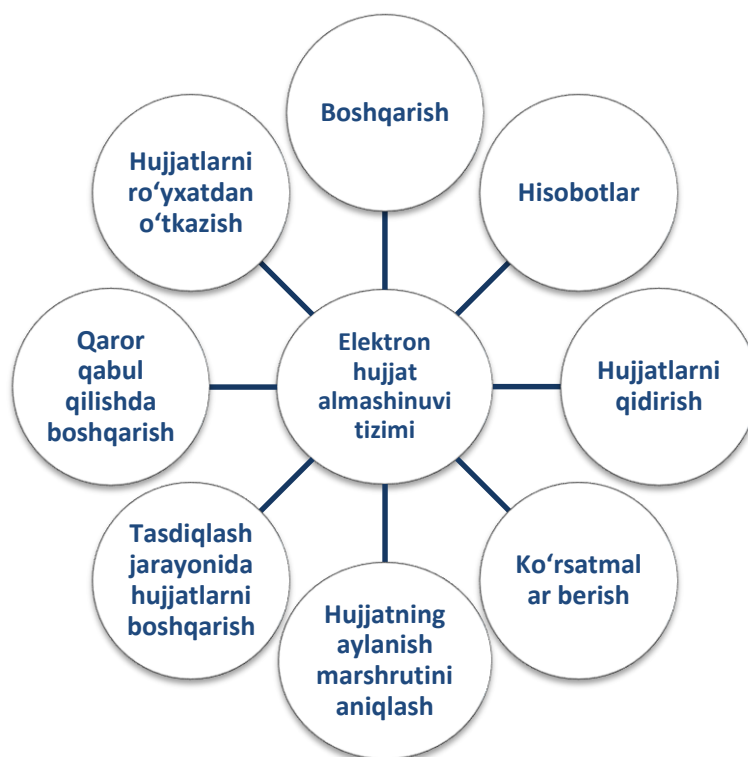 Boshqarish
Hujjatlarni
ro‘yxatdan
o‘tkazish
Hisobotlar
Qaror
qabul
qilishda
boshqarish
Elektron
hujjat
almashinuvi
tizimi
Hujjatlarni
qidirish
Tasdiqlash
jarayonida
hujjatlarni
boshqarish
Ko‘rsatmal
ar berish
Hujjatning
aylanish
marshrutini
aniqlash